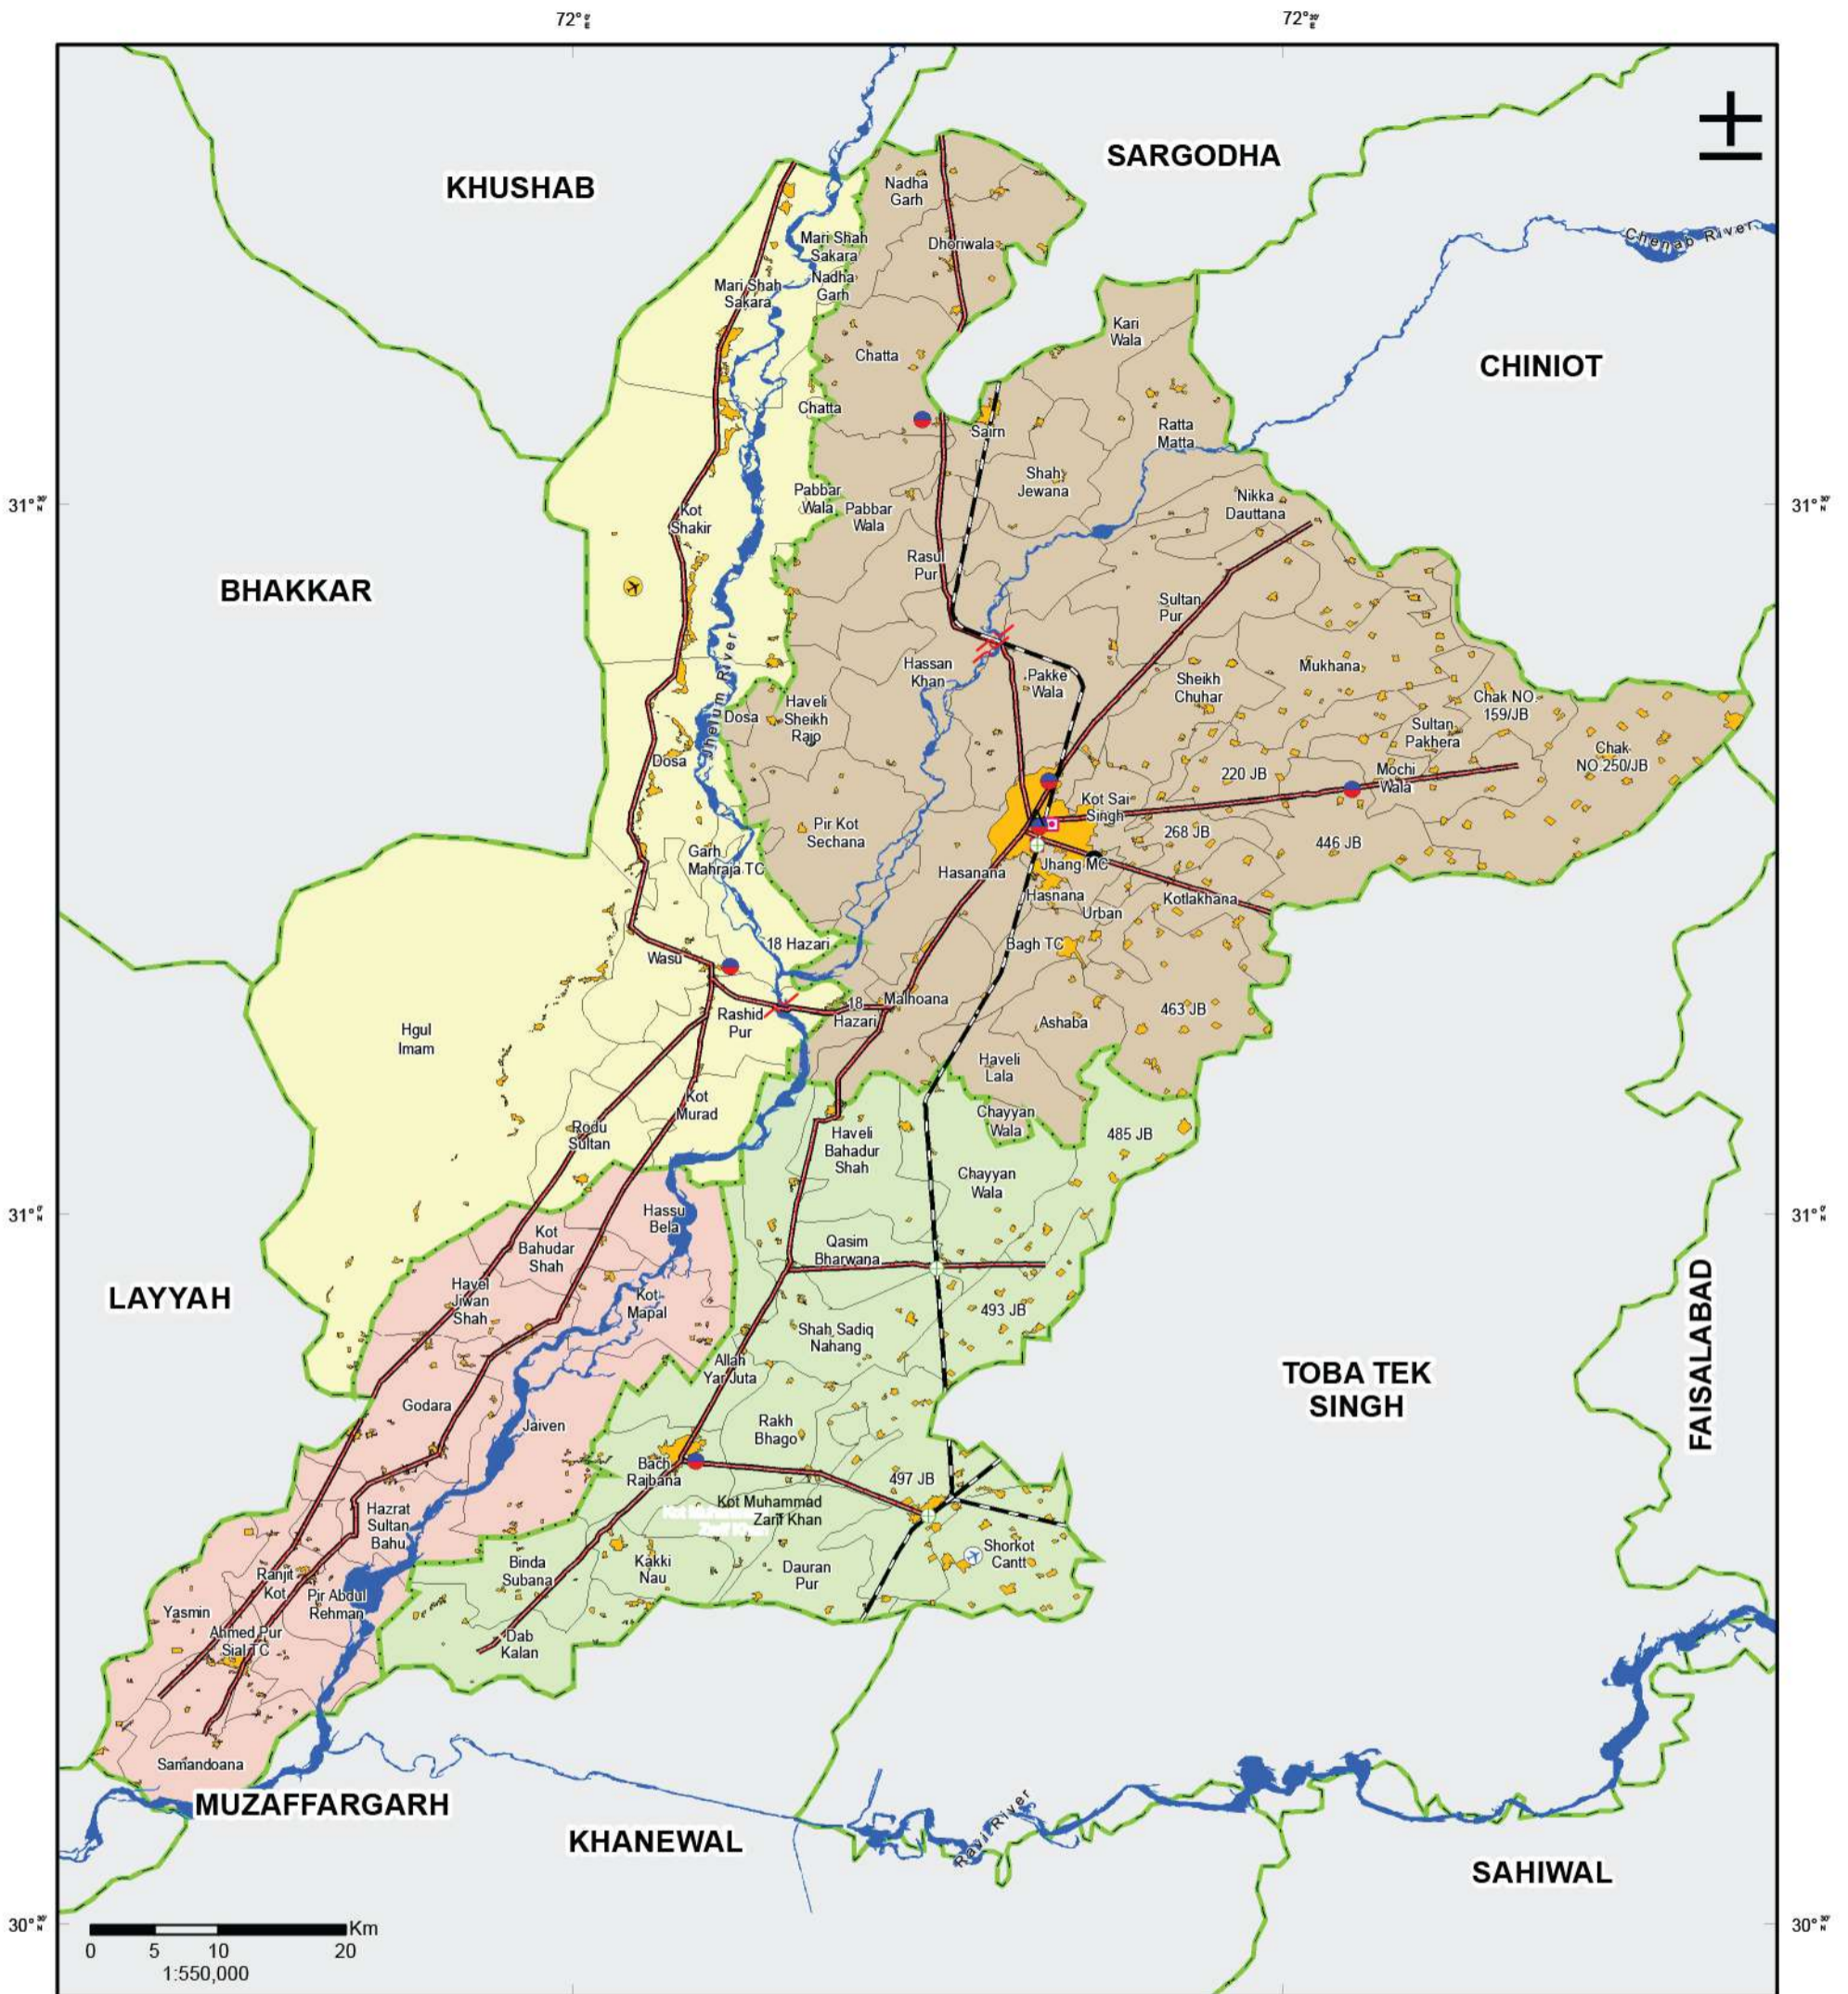 72° 0' E
72° 30' E
KHUSHAB
SARGODHA
Chenab River
CHINIOT
Nadha
Garh
Dhoriwala
Mari Shah
Sakara
Nadha
Garh
Mari Shah
Sakara
Kari
Wala
Chatta
Chatta
Sairn
Ratta
Matta
Shah
Jewana
Nikka
Dauttana
31° 30' N
31° 30' N
Kot
Shakir
Pabbar
Wala
Pabbar
Wala
Rasul
Pur
BHAKKAR
Sultan
Pur
Jhelum River
Hassan
Khan
Pakke
Wala
Sheikh
Chuhar
Mukhana
Chak NO
159/JB
Haveli
Sheikh
Rajo
Dosa
Dosa
Sultan
Pakhera
Chak
NO.250/JB
220 JB
Mochi
Wala
Kot Sai
Singh
268 JB
446 JB
Pir Kot
Sechana
Garh
Mahraja TC
Hasanana
Jhang MC
Hasnana
Urban
Kotlakhana
Bagh TC
18 Hazari
Wasu
Rashid
Pur
18
Hazari
Malhoana
463 JB
Ashaba
Haveli
Lala
Hgul
Imam
Kot
Murad
Rodu
Sultan
Chayyan
Wala
485 JB
Haveli
Bahadur
Shah
Chayyan
Wala
31° 0' N
31° 0' N
Hassu
Bela
Kot
Bahudar
Shah
Qasim
Bharwana
Havel
Jiwan
Shah
Kot
Mapal
493 JB
LAYYAH
FAISALABAD
Shah Sadiq
Nahang
Allah
Yar Juta
TOBA TEK
SINGH
Godara
Jaiven
Rakh
Bhago
Bach
Rajbana
497 JB
Kot Muhammad
Zarif Khan
Kot Muhammad
Zarif Khan
Hazrat
Sultan
Bahu
Shorkot
Cantt
Binda
Subana
Kakki
Nau
Dauran
Pur
Ranjit
Kot
Pir Abdul
Rehman
Yasmin
Ahmed Pur
Sial TC
Dab
Kalan
Samandoana
MUZAFFARGARH
KHANEWAL
Ravi River
SAHIWAL
30° 30' N
30° 30' N
Km
0 5 10 20
1:550,000